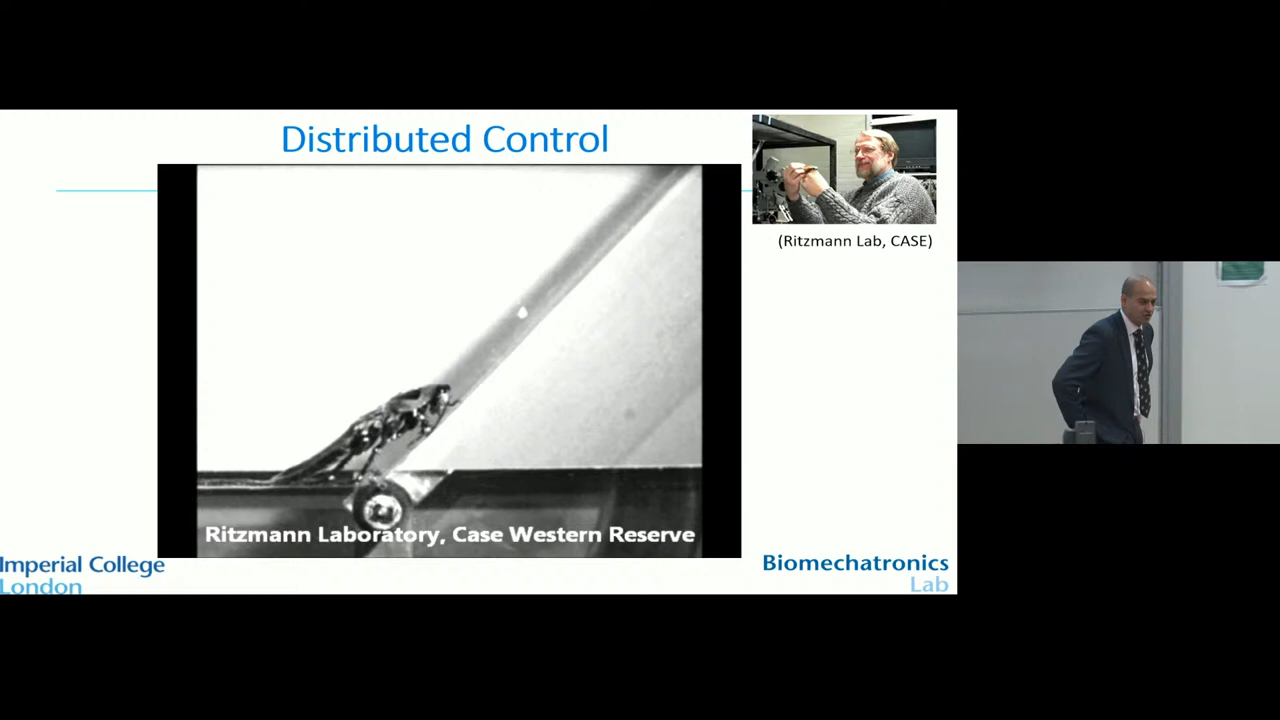 Distributed Control
(Ritzmann Lab, CASE)
Ritzmann Laboratory, Case Western Reserve
Imperial College
London
Biomechatronics
Lab